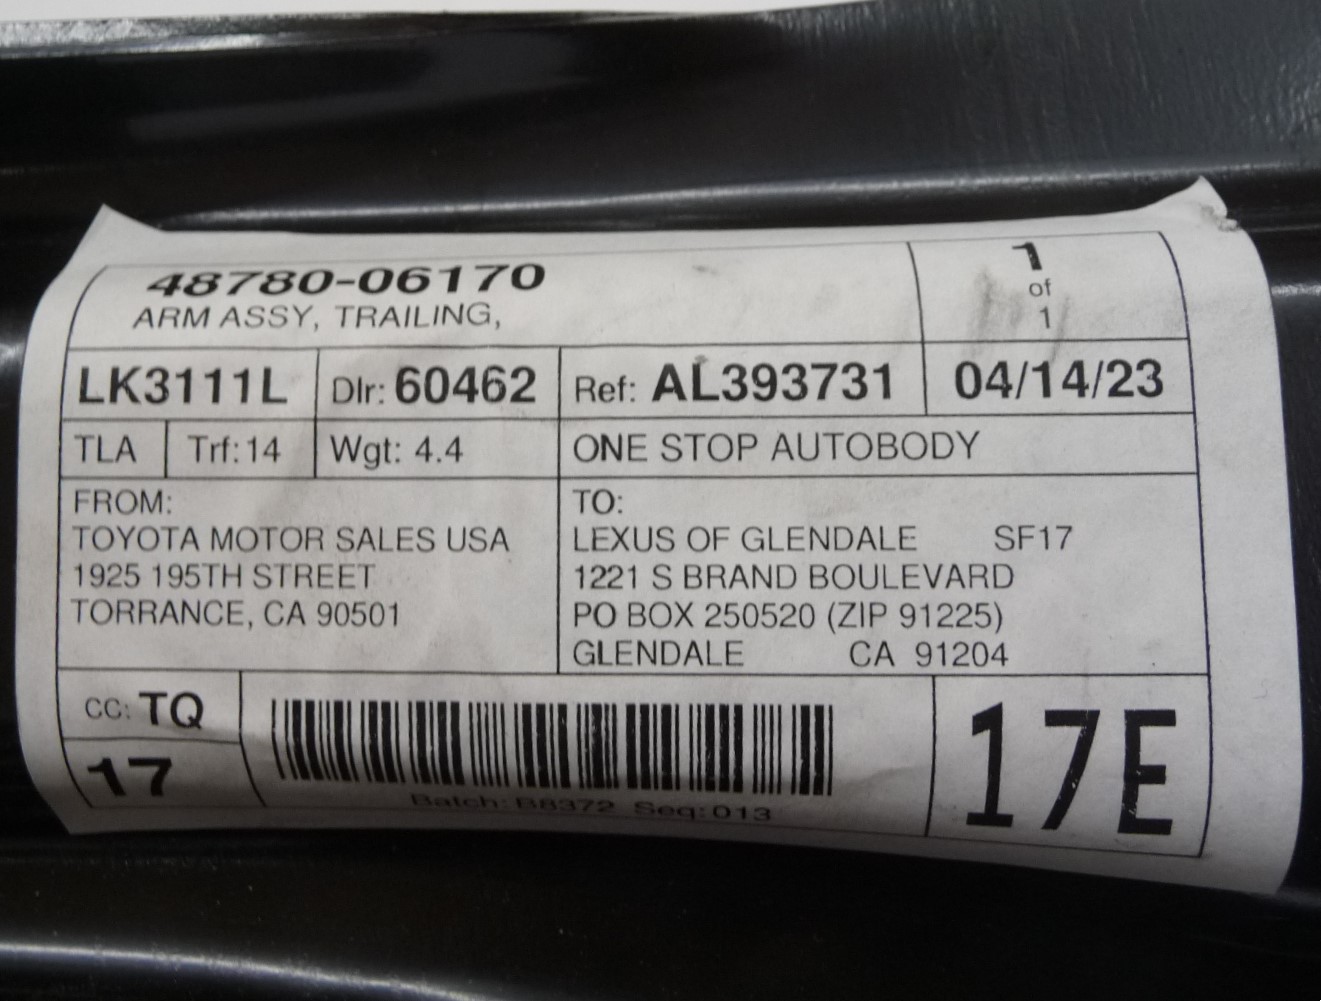 48780-06170
ARM ASSY, TRAILING,
1
of
1
LK3111L
Dlr: 60462
Ref: AL393731
04/14/23
TLA
Trf: 14
Wgt: 4.4
ONE STOP AUTOBODY
FROM:
TOYOTA MOTOR SALES USA
1925 195TH STREET
TORRANCE, CA 90501
TO:
LEXUS OF GLENDALE SF17
1221 S BRAND BOULEVARD
PO BOX 250520 (ZIP 91225)
GLENDALE CA 91204
CC: TQ
17
Batch: B8372 Seq: 013
17E